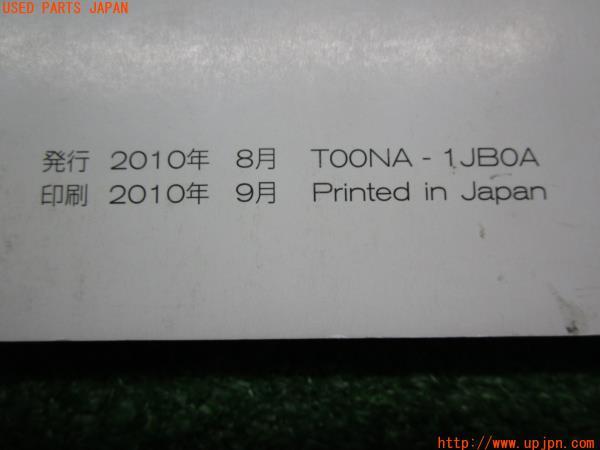 USED PARTS JAPAN
発行 2010年 8月 T00NA - 1JB0A
印刷 2010年 9月 Printed in Japan
http://www.upjpn.com/